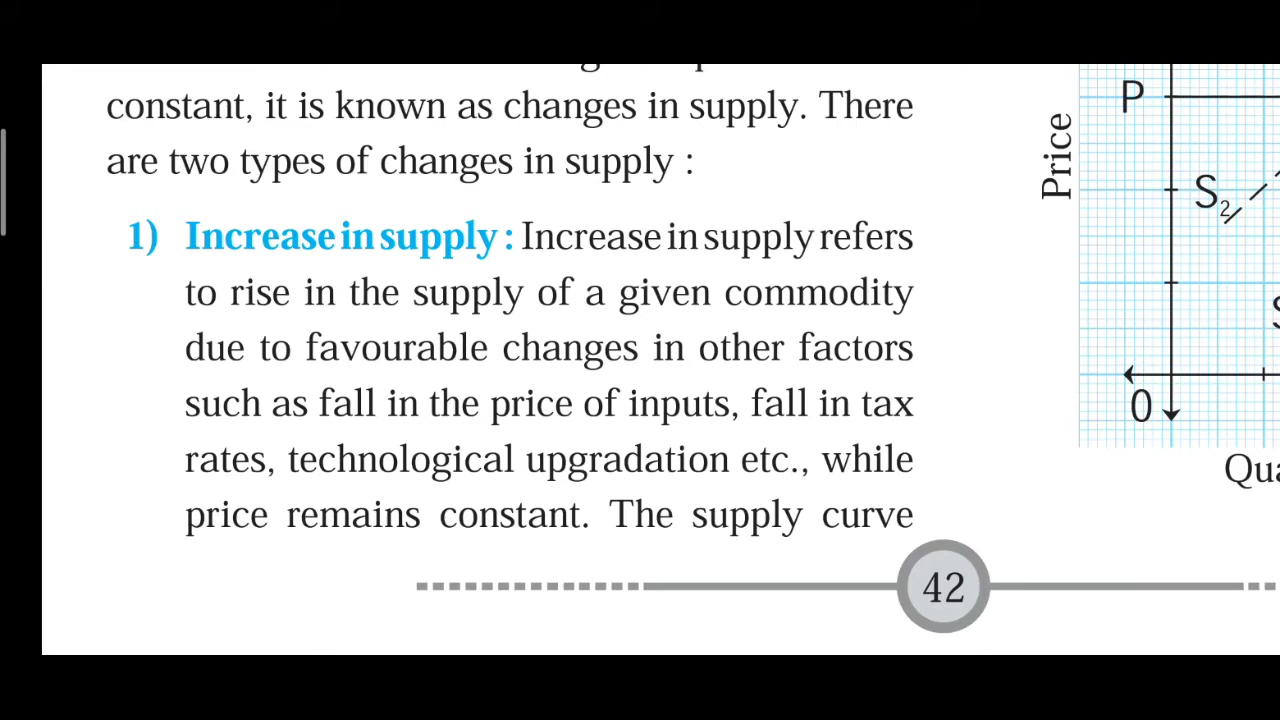 constant, it is known as changes in supply. There
are two types of changes in supply :
1) Increase in supply : Increase in supply refers
to rise in the supply of a given commodity
due to favourable changes in other factors
such as fall in the price of inputs, fall in tax
rates, technological upgradation etc., while
price remains constant. The supply curve
42
Price
P
S2
0